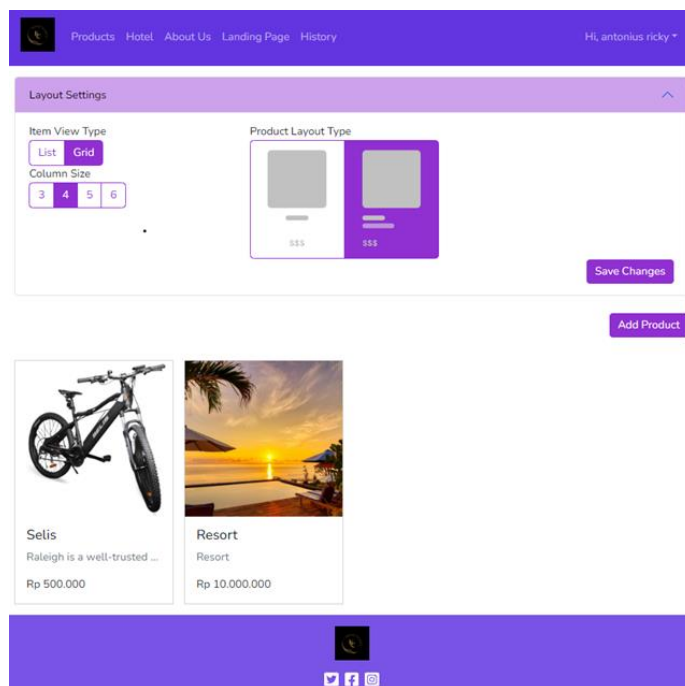 Products Hotel About Us Landing Page History Hi, antonius ricky
Layout Settings
Item View Type
List Grid
Column Size
3 4 5 6
Product Layout Type
$$$ $$$
Save Changes
Add Product
Selis
Raleigh is a well-trusted ...
Rp 500.000
Resort
Resort
Rp 10.000.000